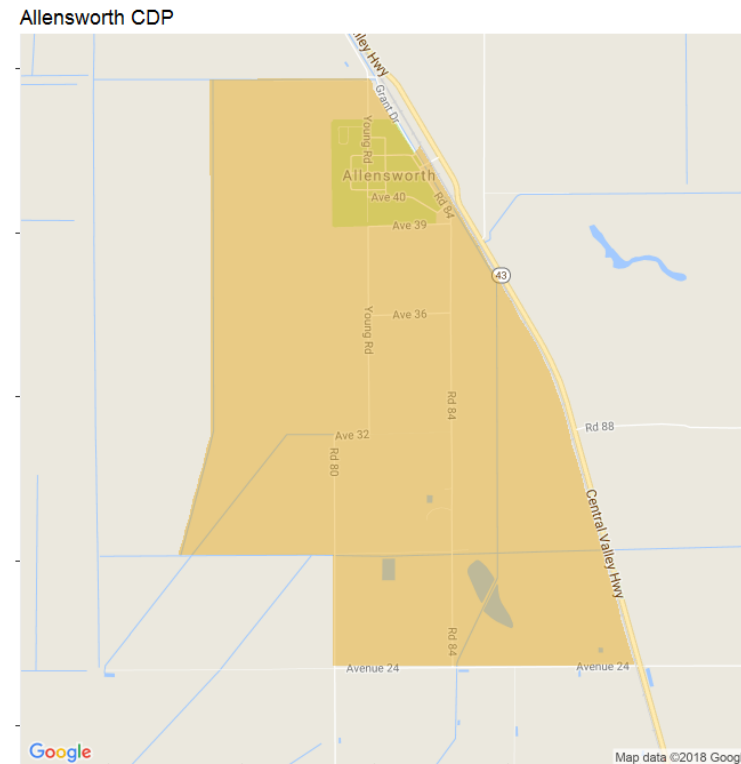 Allensworth CDP
ley Hwy
Grant Dr
Young Rd
Allensworth
Ave 40
Rd 84
Ave 39
43
Young Rd
Ave 36
Rd 84
Rd 88
Ave 32
Rd 80
Central Valley Hwy
Rd 84
Avenue 24
Avenue 24
Google
Map data ©2018 Googl